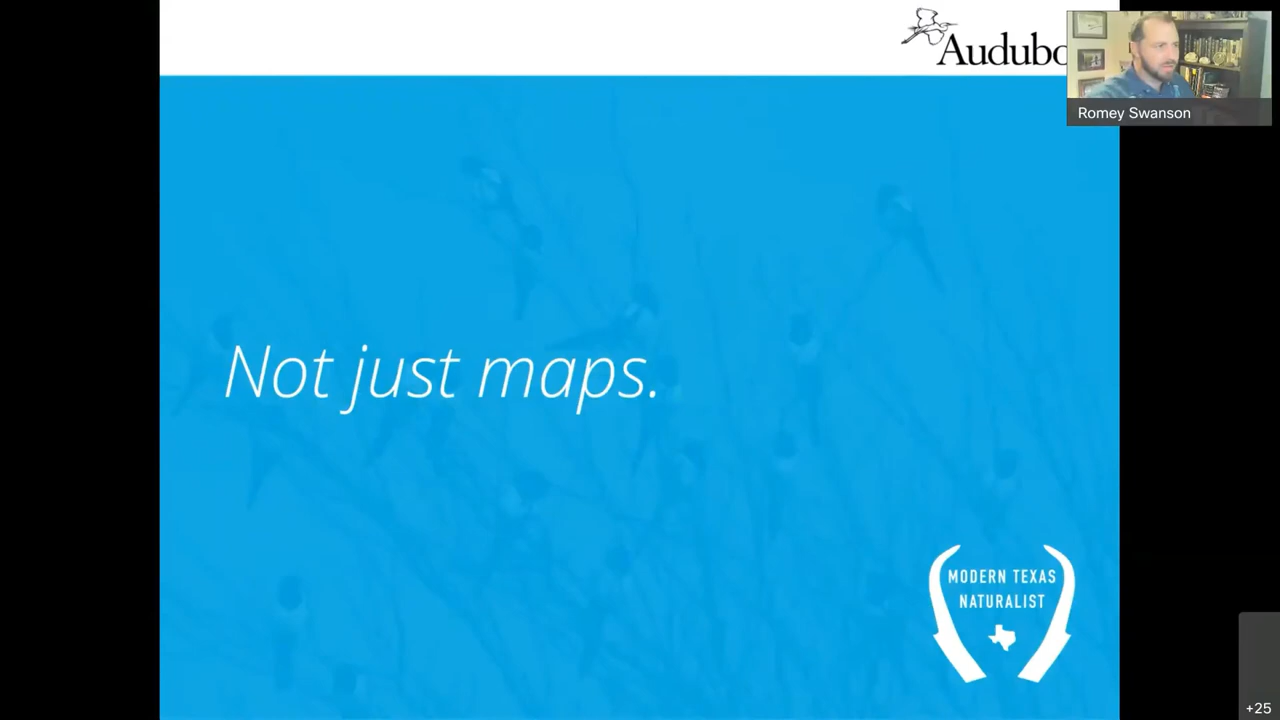 Audubo
Romey Swanson
Not just maps.
MODERN TEXAS
NATURALIST
+25